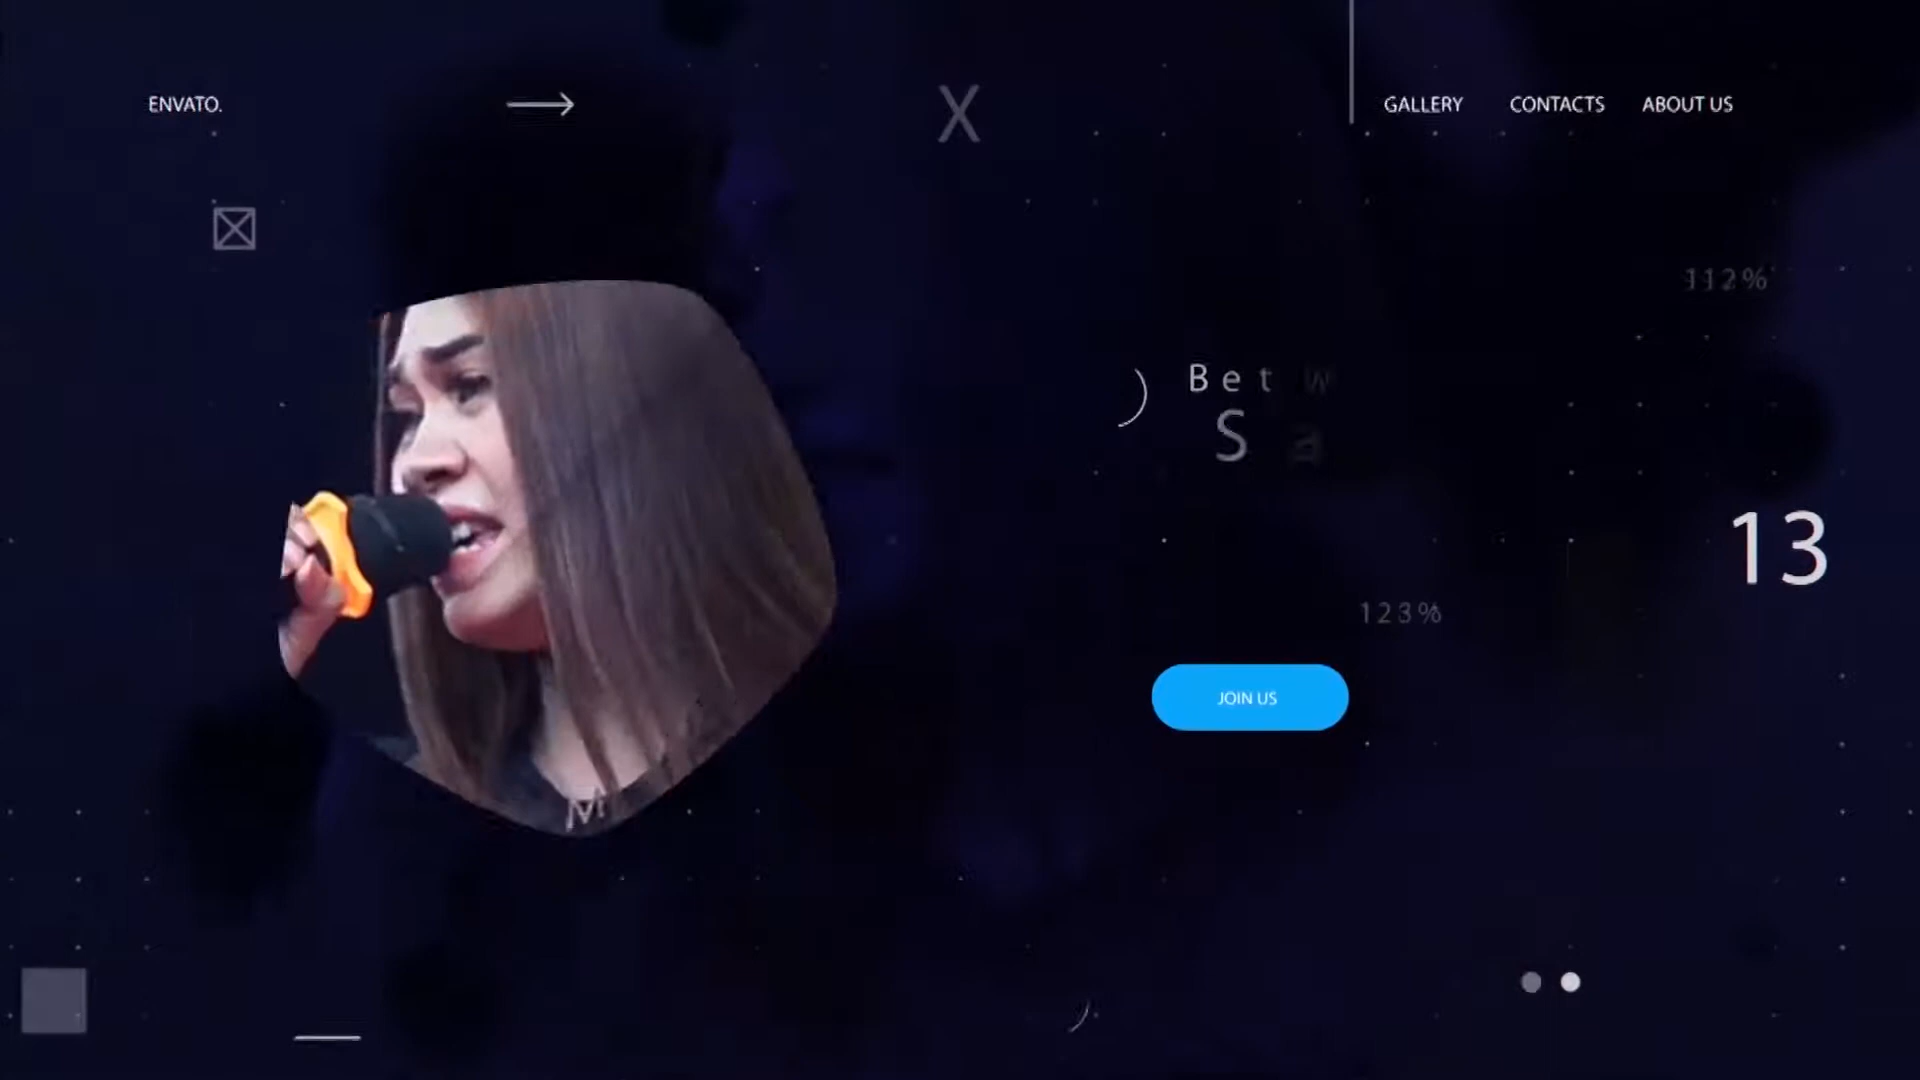 ENVATO.
X
GALLERY
CONTACTS
ABOUT US
112%
Bet w
S a
13
123%
JOIN US
M